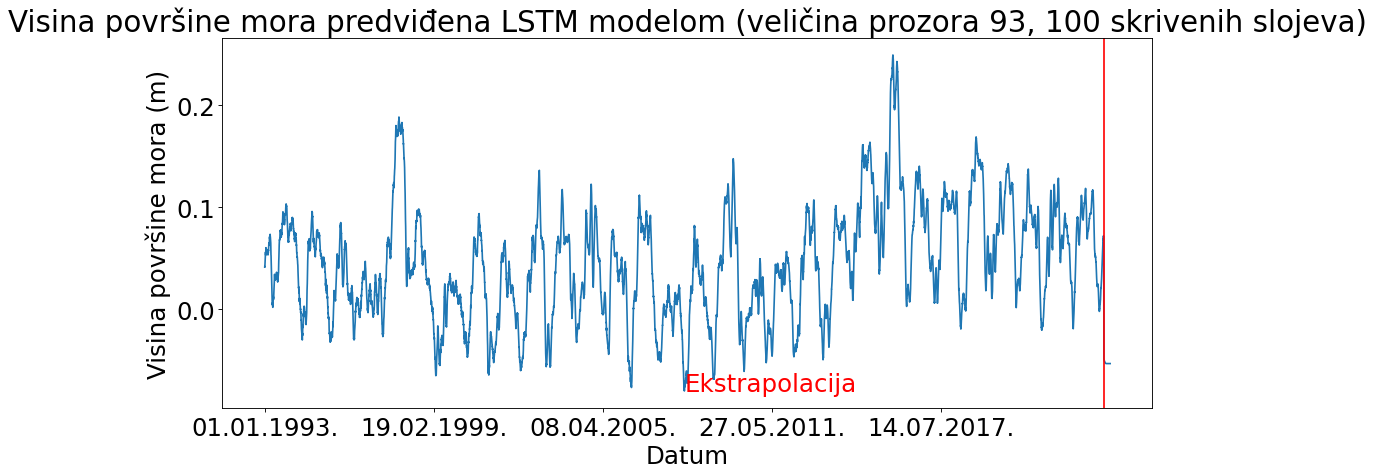 Visina površine mora predviđena LSTM modelom (veličina prozora 93, 100 skrivenih slojeva)
Visina površine mora (m)
0.2
0.1
0.0
Ekstrapolacija
01.01.1993. 19.02.1999. 08.04.2005. 27.05.2011. 14.07.2017.
Datum